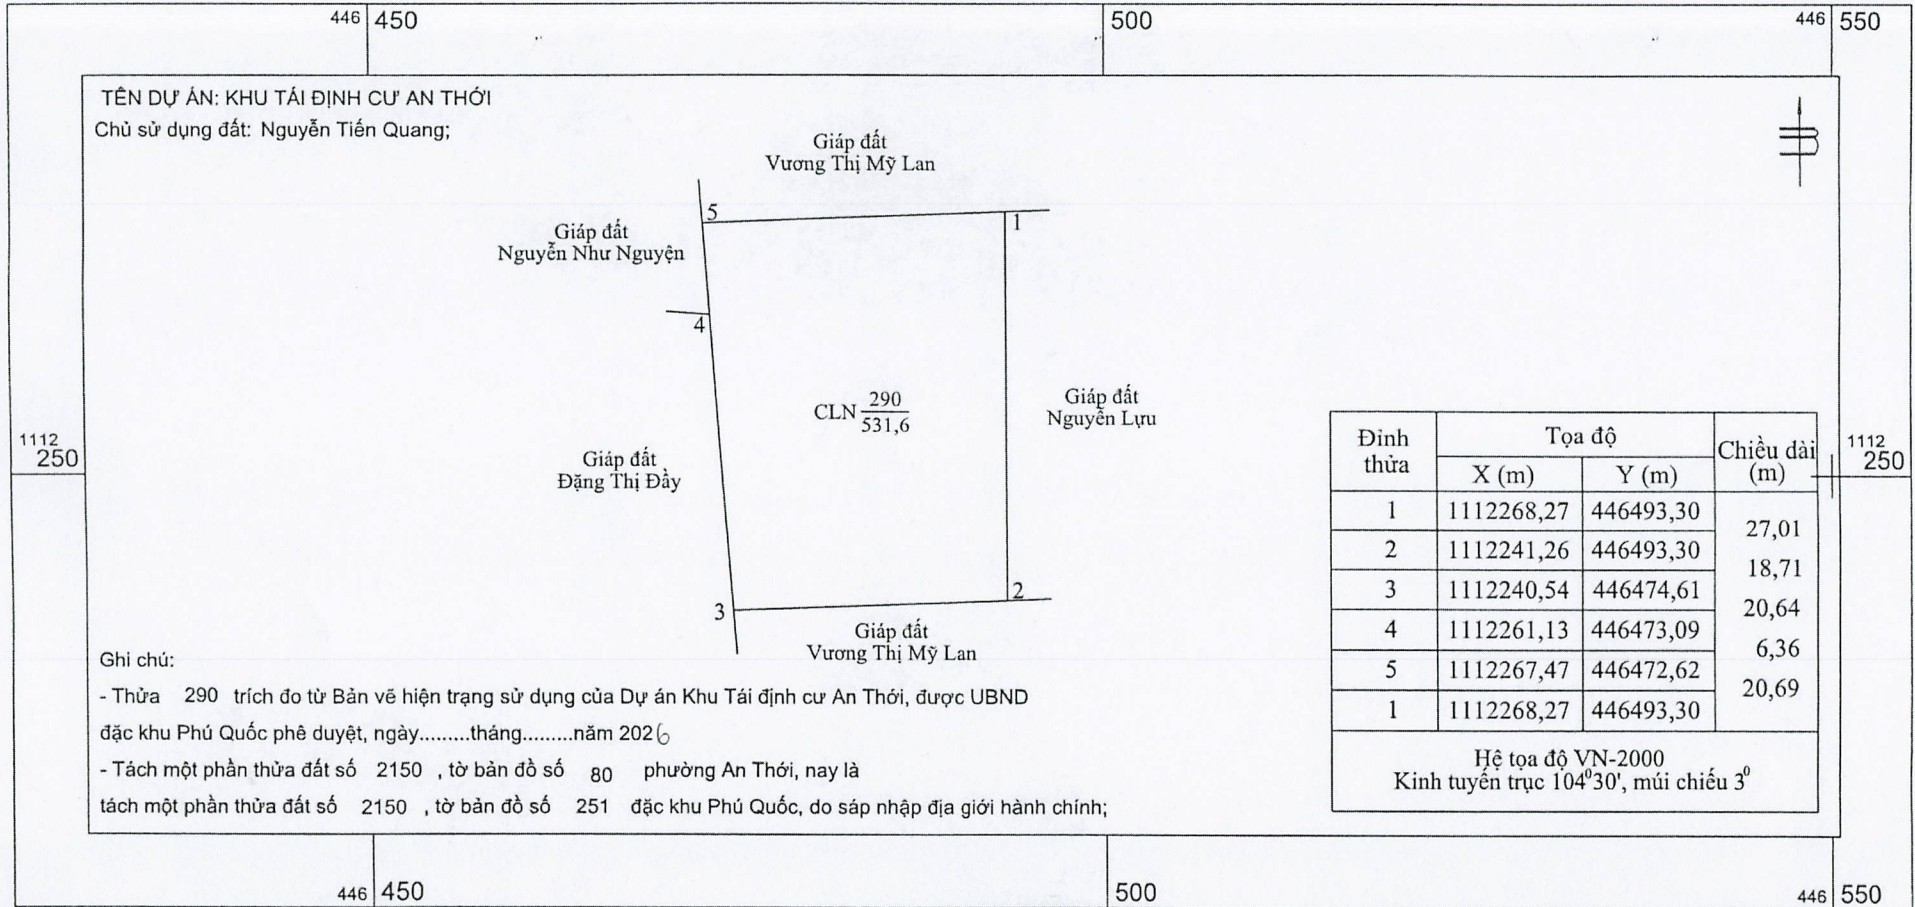 446 450 500 446 550
TÊN DỰ ÁN: KHU TÁI ĐỊNH CƯ AN THỚI
Chủ sử dụng đất: Nguyễn Tiến Quang;
B
Giáp đất
Vương Thị Mỹ Lan
5
1
Giáp đất
Nguyễn Như Nguyện
4
CLN 290
531,6
Giáp đất
Nguyễn Lựu
Giáp đất
Đặng Thị Đầy
1112
250
1112
250
3
2
Giáp đất
Vương Thị Mỹ Lan
Đỉnh thửa Tọa độ Chiều dài (m)
X (m) Y (m)
1 1112268,27 446493,30
27,01
2 1112241,26 446493,30
18,71
3 1112240,54 446474,61
20,64
4 1112261,13 446473,09
6,36
5 1112267,47 446472,62
20,69
1 1112268,27 446493,30
Hệ tọa độ VN-2000
Kinh tuyến trục 104⁰30', múi chiếu 3⁰
Ghi chú:
- Thửa 290 trích đo từ Bản vẽ hiện trạng sử dụng của Dự án Khu Tái định cư An Thới, được UBND
đặc khu Phú Quốc phê duyệt, ngày.........tháng.........năm 2026
- Tách một phần thửa đất số 2150 , tờ bản đồ số 80 phường An Thới, nay là
tách một phần thửa đất số 2150 , tờ bản đồ số 251 đặc khu Phú Quốc, do sáp nhập địa giới hành chính;
446 450 500 446 550